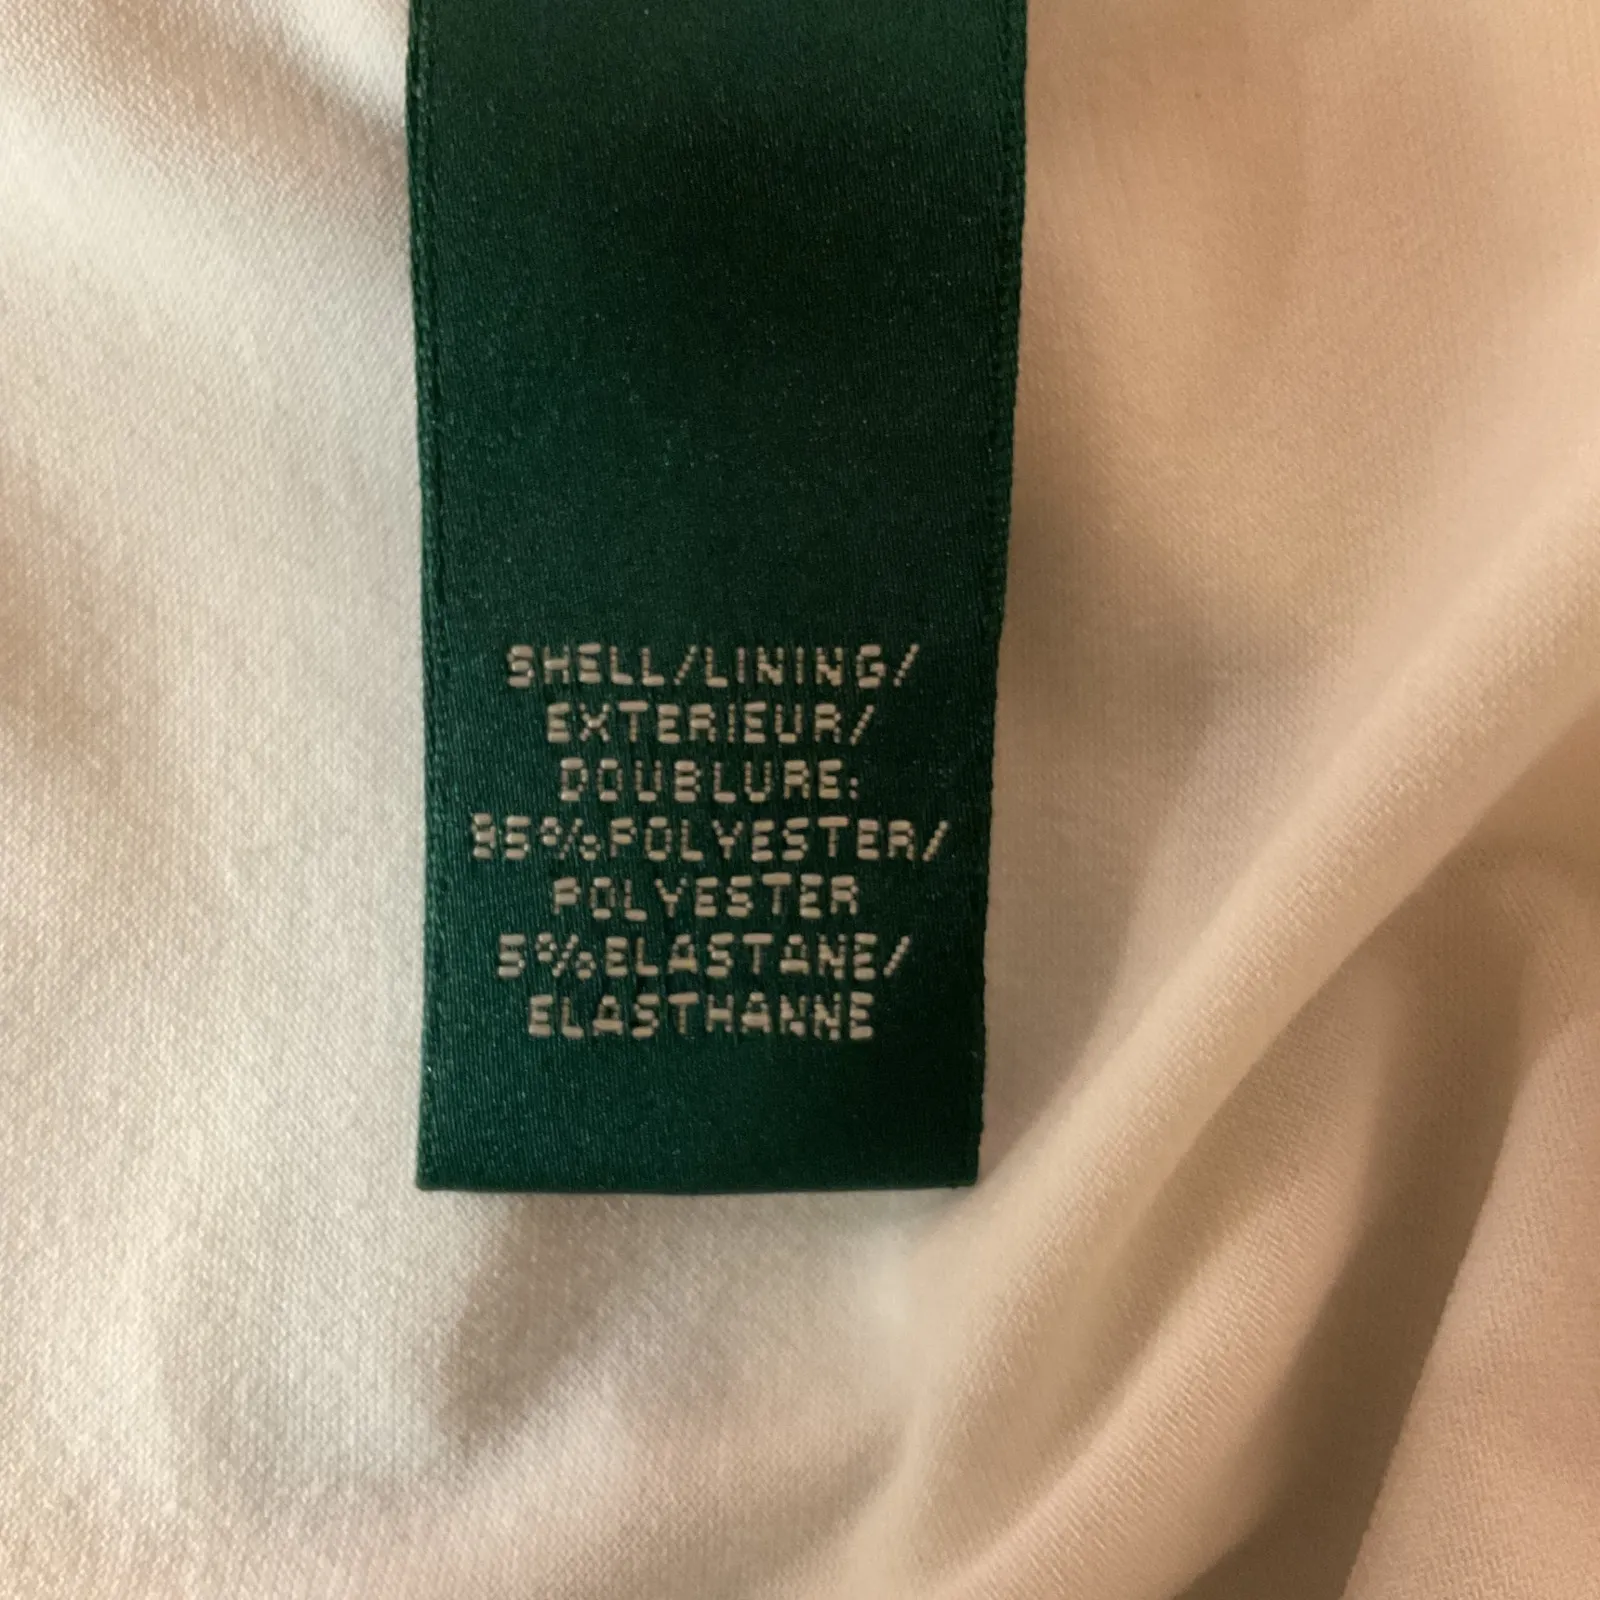 SHELL/LINING/
EXTERIEUR/
DOUBLURE:
95%POLYESTER/
POLYESTER
5%ELASTANE/
ELASTHANNE